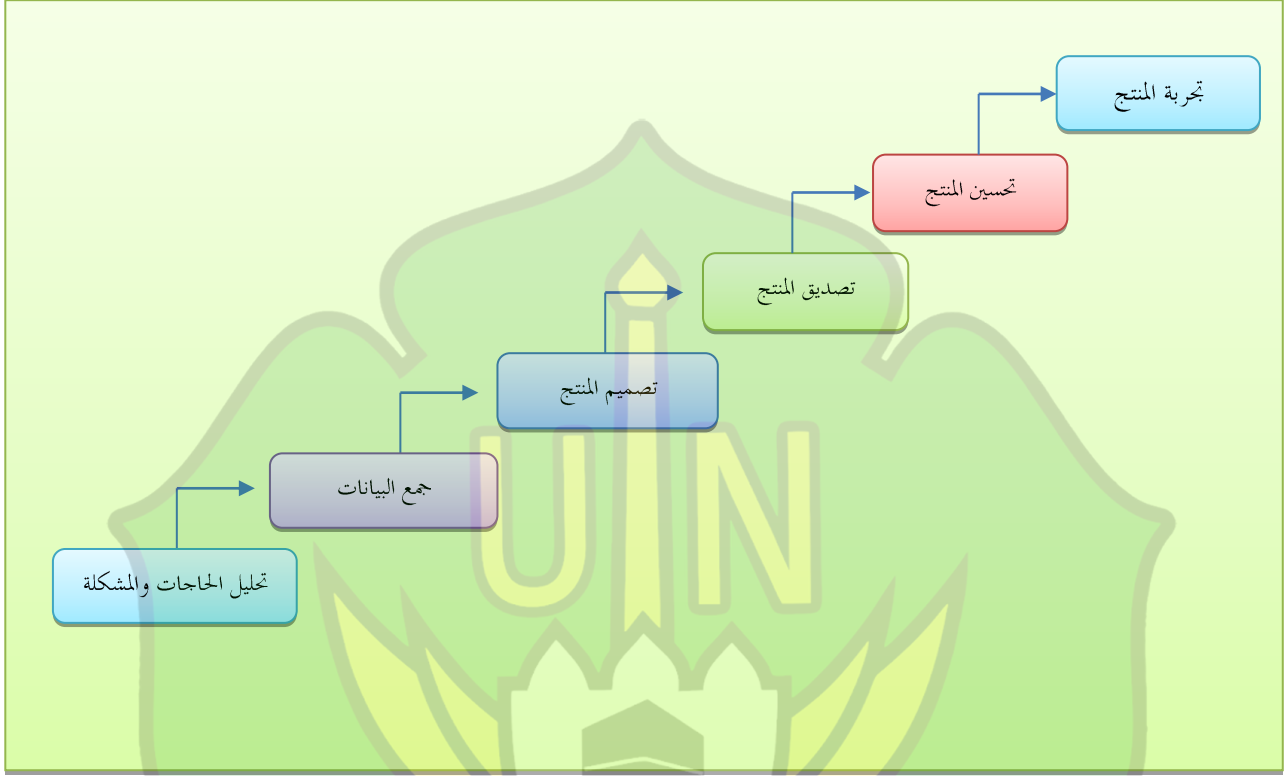 تجربة المنتج
تحسين المنتج
تصديق المنتج
تصميم المنتج
جمع البيانات
تحليل الحاجات والمشكلة
UIN